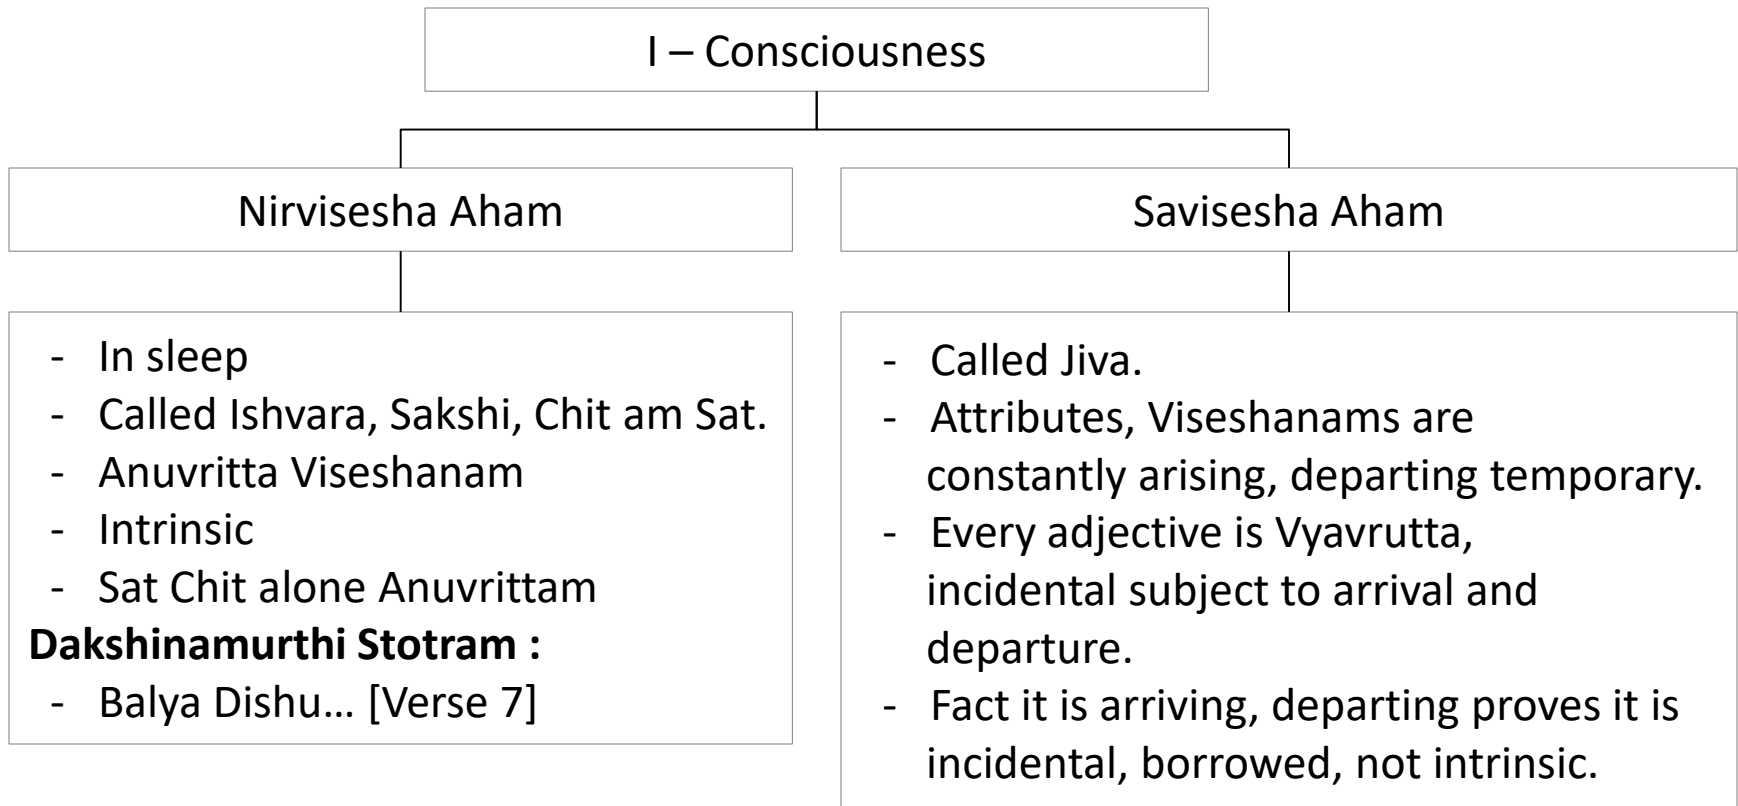 I – Consciousness
Nirvisesha Aham
- In sleep
- Called Ishvara, Sakshi, Chit am Sat.
- Anuvritta Viseshanam
- Intrinsic
- Sat Chit alone Anuvrittam
Dakshinamurthi Stotram :
- Balya Dishu… [Verse 7]
Savisesha Aham
- Called Jiva.
- Attributes, Viseshanams are
constantly arising, departing temporary.
- Every adjective is Vyavrutta,
incidental subject to arrival and
departure.
- Fact it is arriving, departing proves it is
incidental, borrowed, not intrinsic.